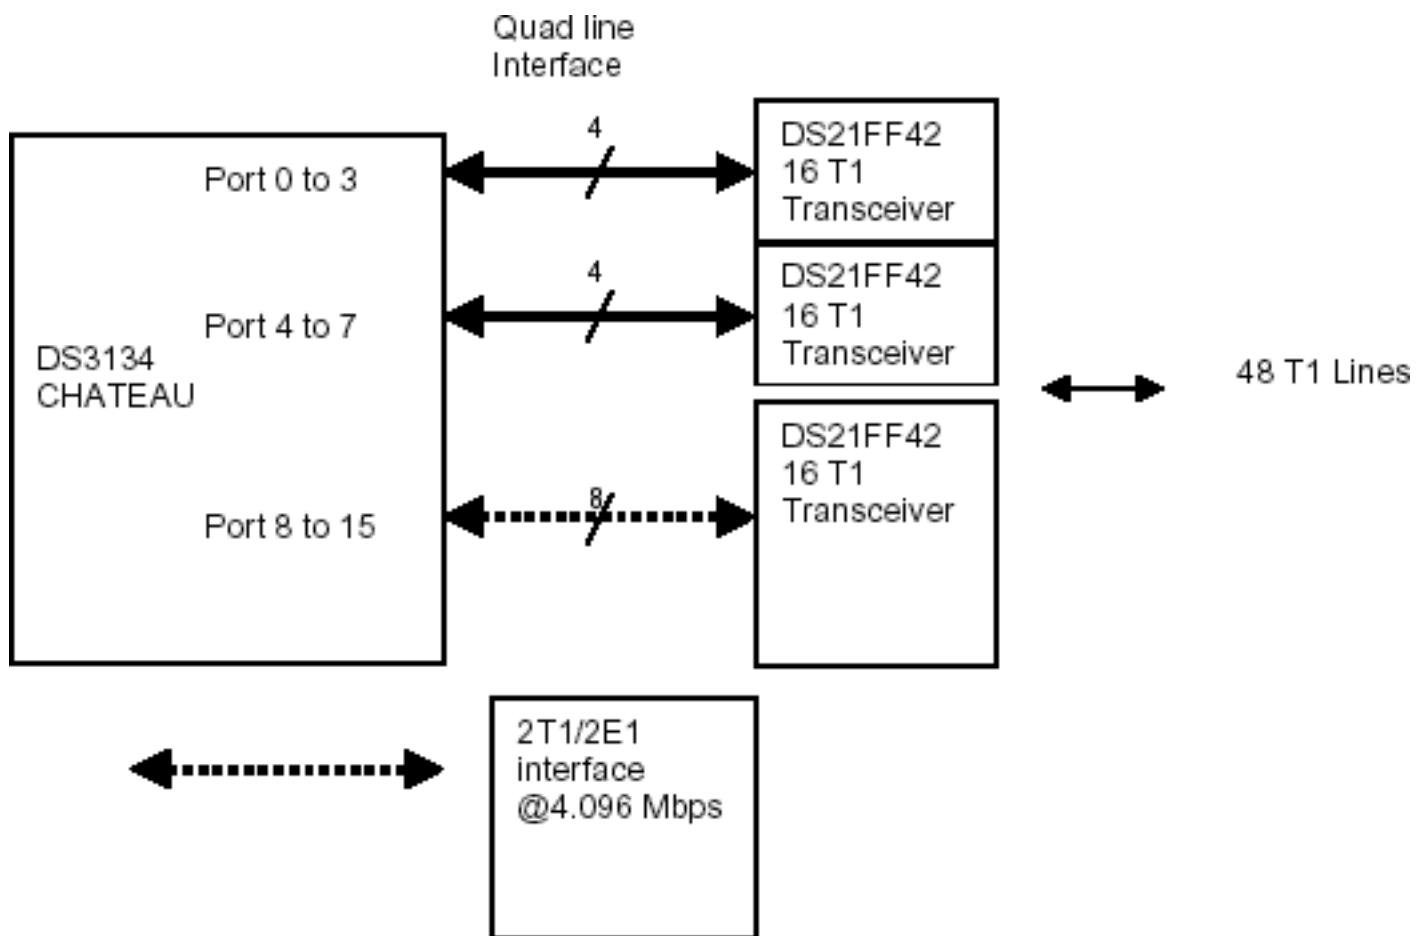 Quad line
Interface
4
DS21FF42
16 T1
Transceiver
Port 0 to 3
4
DS21FF42
16 T1
Transceiver
Port 4 to 7
DS3134
CHATEAU
48 T1 Lines
DS21FF42
16 T1
Transceiver
8
Port 8 to 15
2T1/2E1
interface
@4.096 Mbps